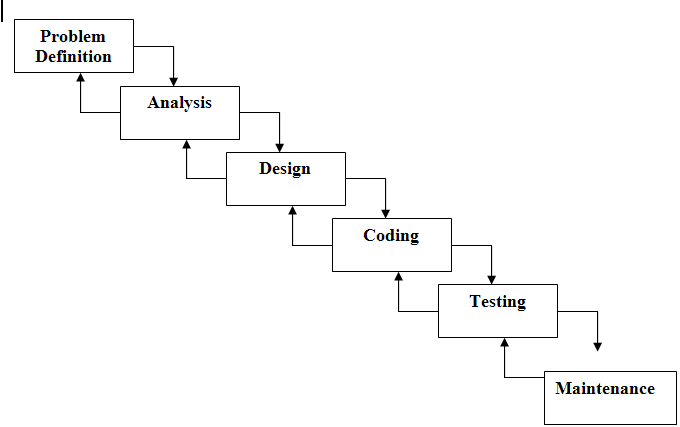 Problem
Definition
Analysis
Design
Coding
Testing
Maintenance